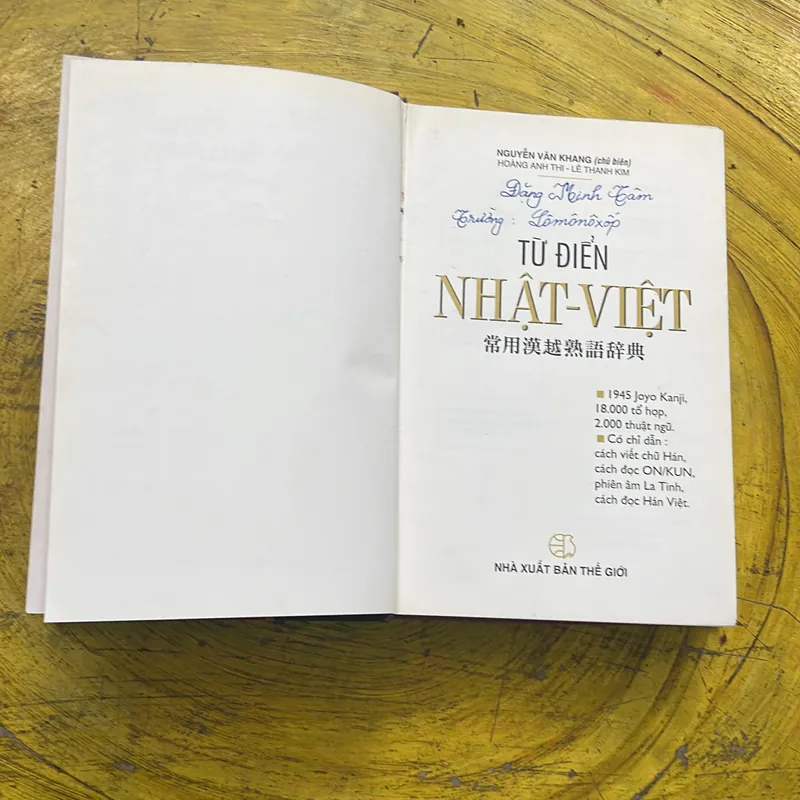 NGUYỄN VĂN KHANG (chủ biên)
HOÀNG ANH THI - LÊ THANH KIM
Đặng Minh Tâm
Trường: Lômônôxốp
TỪ ĐIỂN
NHẬT-VIỆT
常用漢越熟語辞典
1945 Joyo Kanji,
18.000 tổ hợp,
2.000 thuật ngũ.
Có chỉ dẫn :
cách viết chữ Hán,
cách đọc ON/KUN,
phiên âm La Tinh,
cách đọc Hán Việt.
NHÀ XUẤT BẢN THẾ GIỚI